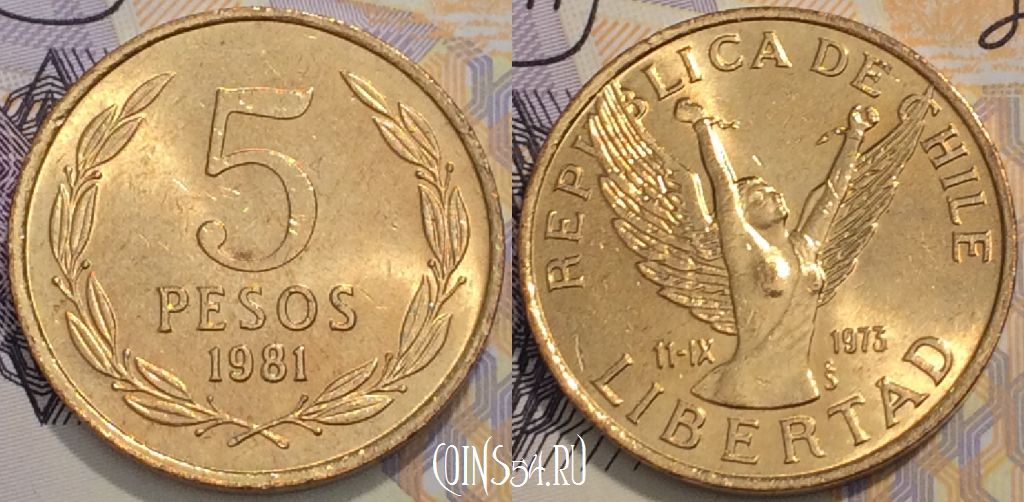 5
PESOS
1981
REPUBLICA DE CHILE
11-IX 1973
S
LIBERTAD
COINS54.RU